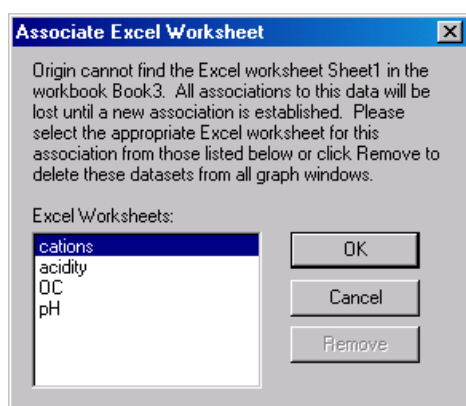 Associate Excel Worksheet
Origin cannot find the Excel worksheet Sheet1 in the
workbook Book3. All associations to this data will be
lost until a new association is established. Please
select the appropriate Excel worksheet for this
association from those listed below or click Remove to
delete these datasets from all graph windows.
Excel Worksheets:
cations
acidity
OC
pH
OK
Cancel
Remove